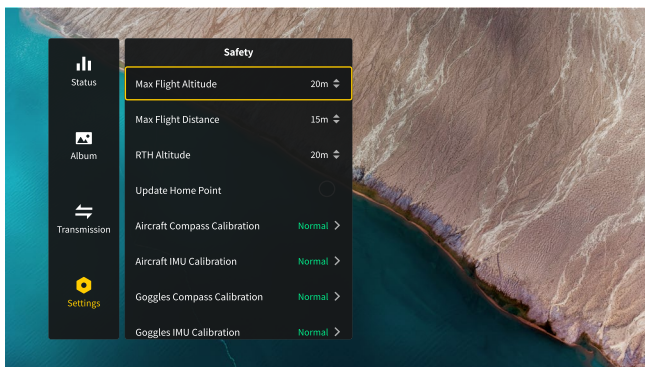 Safety
Status
Max Flight Altitude 20m
Max Flight Distance 15m
Album
RTH Altitude 20m
Update Home Point
Transmission
Aircraft Compass Calibration Normal
Aircraft IMU Calibration Normal
Settings
Goggles Compass Calibration Normal
Goggles IMU Calibration Normal